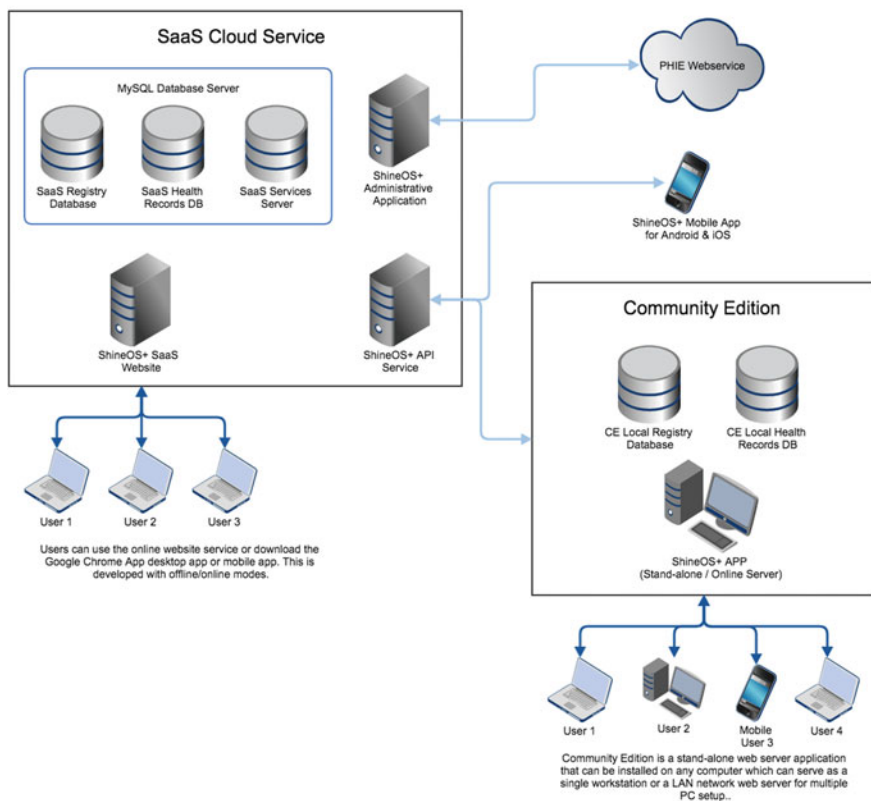 SaaS Cloud Service
MySQL Database Server
SaaS Registry
Database
SaaS Health
Records DB
SaaS Services
Server
ShineOS+
Administrative
Application
ShineOS+ SaaS
Website
ShineOS+ API
Service
PHIE Webservice
ShineOS+ Mobile App
for Android & iOS
User 1
User 2
User 3
Users can use the online website service or download the
Google Chrome App desktop app or mobile app. This is
developed with offline/online modes.
Community Edition
CE Local Registry
Database
CE Local Health
Records DB
ShineOS+ APP
(Stand-alone / Online Server)
User 1
User 2
Mobile
User 3
User 4
Community Edition is a stand-alone web server application
that can be installed on any computer which can serve as a
single workstation or a LAN network web server for multiple
PC setup..